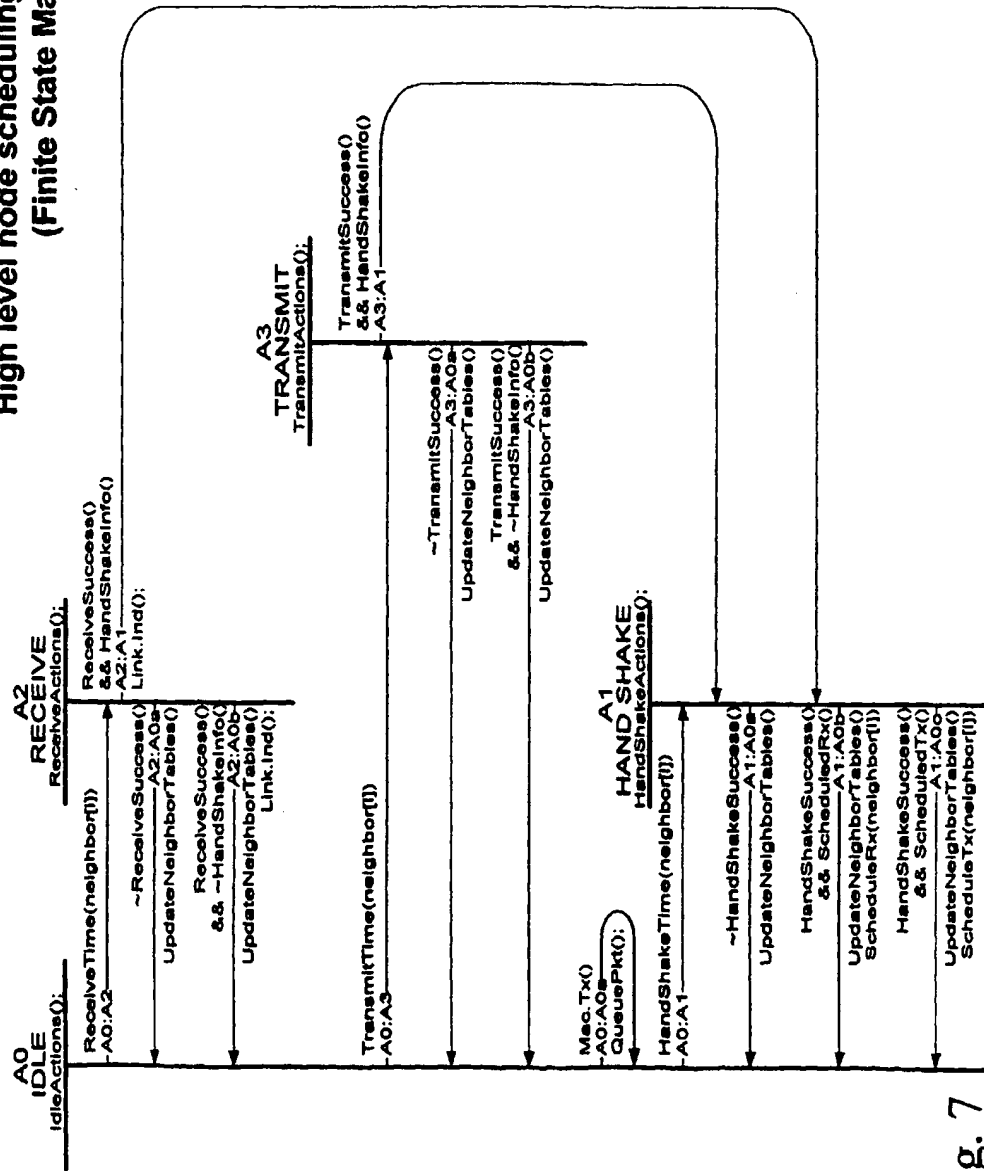 High level node scheduling
(Finite State
A0
IDLE
IdleActions();
ReceiveTime(neighbor[i])
A0:A2
A2
RECEIVE
ReceiveActions();
ReceiveSuccess()
&& HandShakeInfo()
A2:A1
Link.Ind();
~ReceiveSuccess()
A2:A0a
UpdateNeighborTables()
ReceiveSuccess()
&& ~HandShakeInfo()
A2:A0b
UpdateNeighborTables()
Link.Ind();
A3
TRANSMIT
TransmitActions();
TransmitSuccess()
&& HandShakeInfo()
A3:A1
TransmitTime(neighbor[i])
A0:A3
~TransmitSuccess()
A3:A0a
UpdateNeighborTables()
TransmitSuccess()
&& ~HandShakeInfo()
A3:A0b
UpdateNeighborTables()
A1
HAND SHAKE
HandShakeActions();
Mac.Tx()
A0:A0a
QueuePkt();
HandShakeTime(neighbor[i])
A0:A1
~HandShakeSuccess()
A1:A0a
UpdateNeighborTables()
HandShakeSuccess()
&& ScheduledRx()
A1:A0b
UpdateNeighborTables()
ScheduleRx(neighbor[i])
HandShakeSuccess()
&& ScheduledTx()
A1:A0c
UpdateNeighborTables()
ScheduleTx(neighbor[i])
g. 7